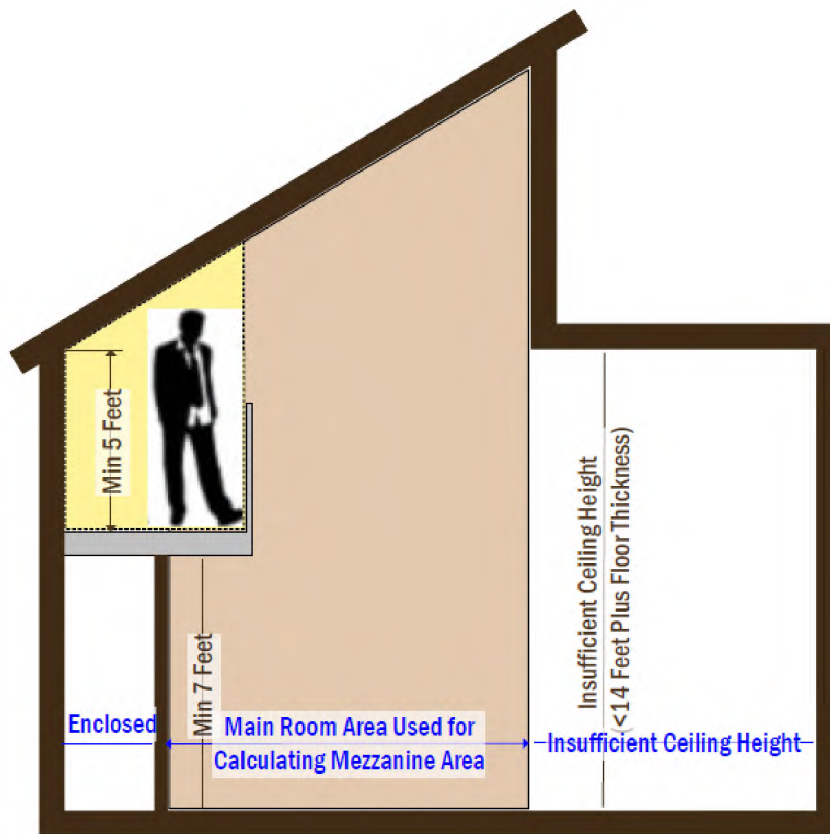 Min 5 Feet
Min 7 Feet
Insufficient Ceiling Height
(<14 Feet Plus Floor Thickness)
Enclosed
Main Room Area Used for
Calculating Mezzanine Area
Insufficient Ceiling Height